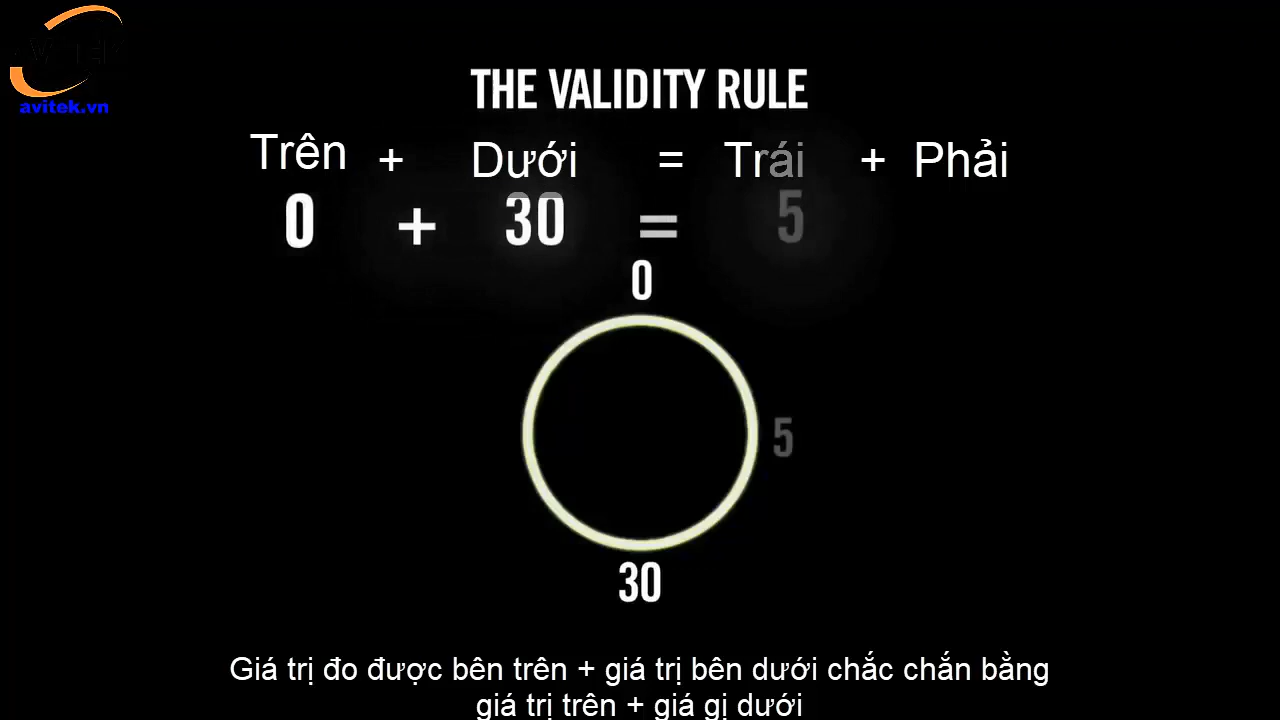 avitek.vn
THE VALIDITY RULE
Trên + Dưới = Trái + Phải
0 + 30 = 5
0
5
30
Giá trị đo được bên trên + giá trị bên dưới chắc chắn bằng
giá trị trên + giá gị dưới